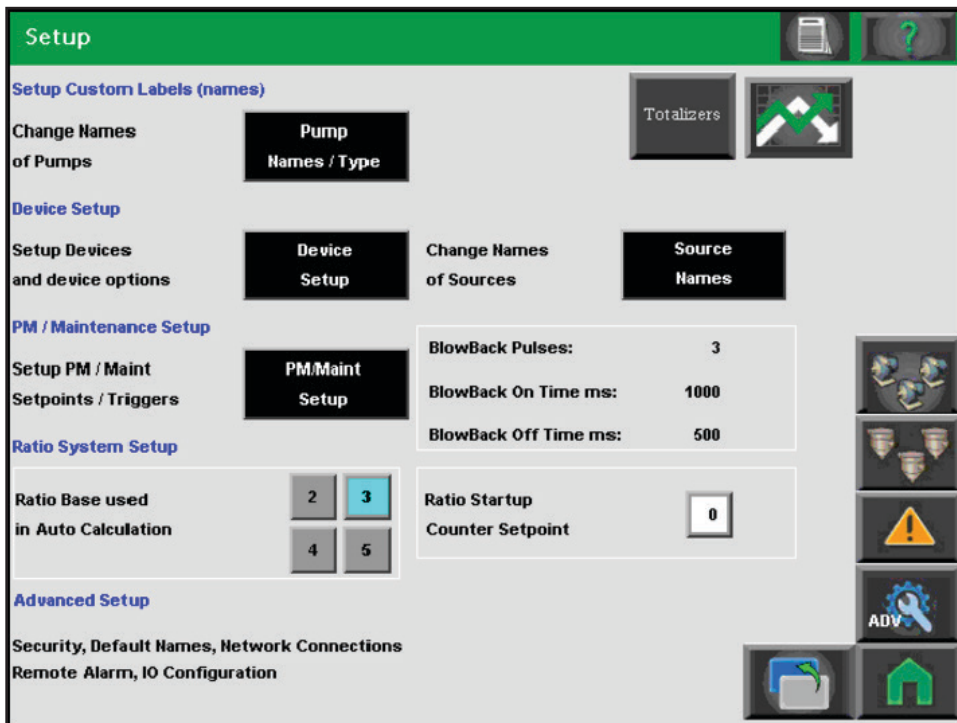 Setup
?
Setup Custom Labels (names)
Change Names
of Pumps
Pump
Names / Type
Totalizers
Device Setup
Setup Devices
and device options
Device
Setup
Change Names
of Sources
Source
Names
PM / Maintenance Setup
Setup PM / Maint
Setpoints / Triggers
PM/Maint
Setup
BlowBack Pulses: 3
BlowBack On Time ms: 1000
BlowBack Off Time ms: 500
Ratio System Setup
Ratio Base used
in Auto Calculation
2 3
4 5
Ratio Startup
Counter Setpoint
0
Advanced Setup
Security, Default Names, Network Connections
Remote Alarm, IO Configuration
ADV